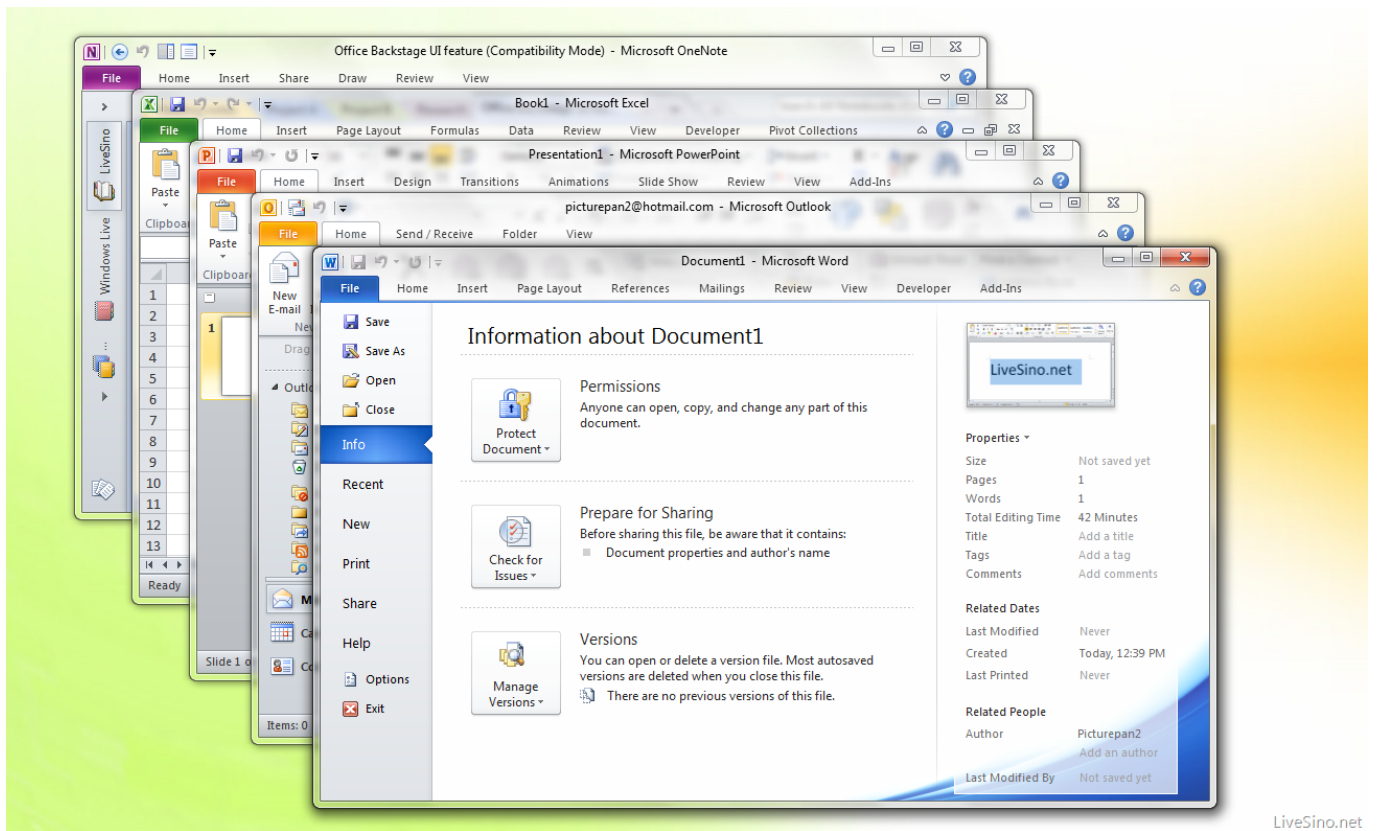 Office Backstage UI feature (Compatibility Mode) - Microsoft OneNote
File Home Insert Share Draw Review View
LiveSino
Windows Live
Book1 - Microsoft Excel
File Home Insert Page Layout Formulas Data Review View Developer Pivot Collections
Paste
Clipboa
1
2
3
4
5
6
7
8
9
10
11
12
13
Ready
Presentation1 - Microsoft PowerPoint
File Home Insert Design Transitions Animations Slide Show Review View Add-Ins
Paste
Clipboar
1
Slide 1 o
picturepan2@hotmail.com - Microsoft Outlook
File Home Send / Receive Folder View
New
E-mail
Ne
Drag
Outlo
M
Ca
Co
Items: 0
Document1 - Microsoft Word
File Home Insert Page Layout References Mailings Review View Developer Add-Ins
Save
Save As
Open
Close
Info
Recent
New
Print
Share
Help
Options
Exit
Information about Document1
Protect
Document
Permissions
Anyone can open, copy, and change any part of this
document.
Check for
Issues
Prepare for Sharing
Before sharing this file, be aware that it contains:
Document properties and author's name
Manage
Versions
Versions
You can open or delete a version file. Most autosaved
versions are deleted when you close this file.
There are no previous versions of this file.
LiveSino.net
Properties
Size Not saved yet
Pages 1
Words 1
Total Editing Time 42 Minutes
Title Add a title
Tags Add a tag
Comments Add comments
Related Dates
Last Modified Never
Created Today, 12:39 PM
Last Printed Never
Related People
Author Picturepan2
Add an author
Last Modified By Not saved yet
LiveSino.net